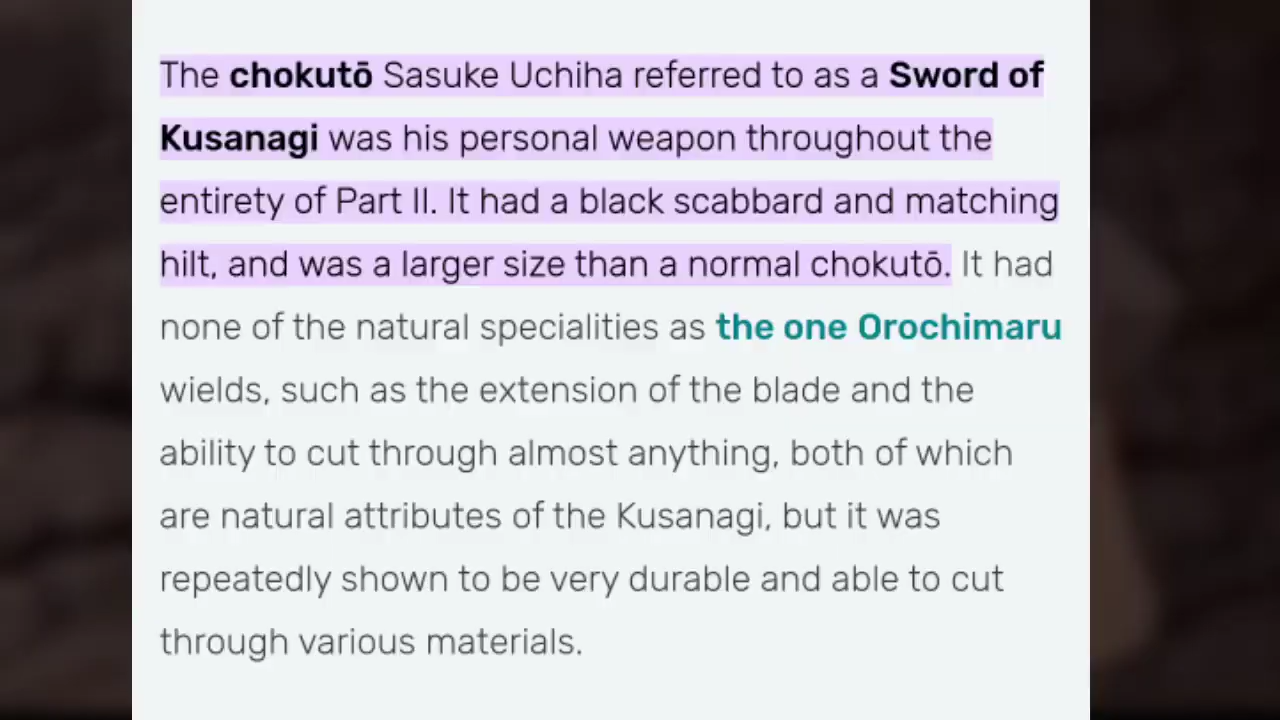 The chokutō Sasuke Uchiha referred to as a Sword of
Kusanagi was his personal weapon throughout the
entirety of Part II. It had a black scabbard and matching
hilt, and was a larger size than a normal chokutō. It had
none of the natural specialities as the one Orochimaru
wields, such as the extension of the blade and the
ability to cut through almost anything, both of which
are natural attributes of the Kusanagi, but it was
repeatedly shown to be very durable and able to cut
through various materials.